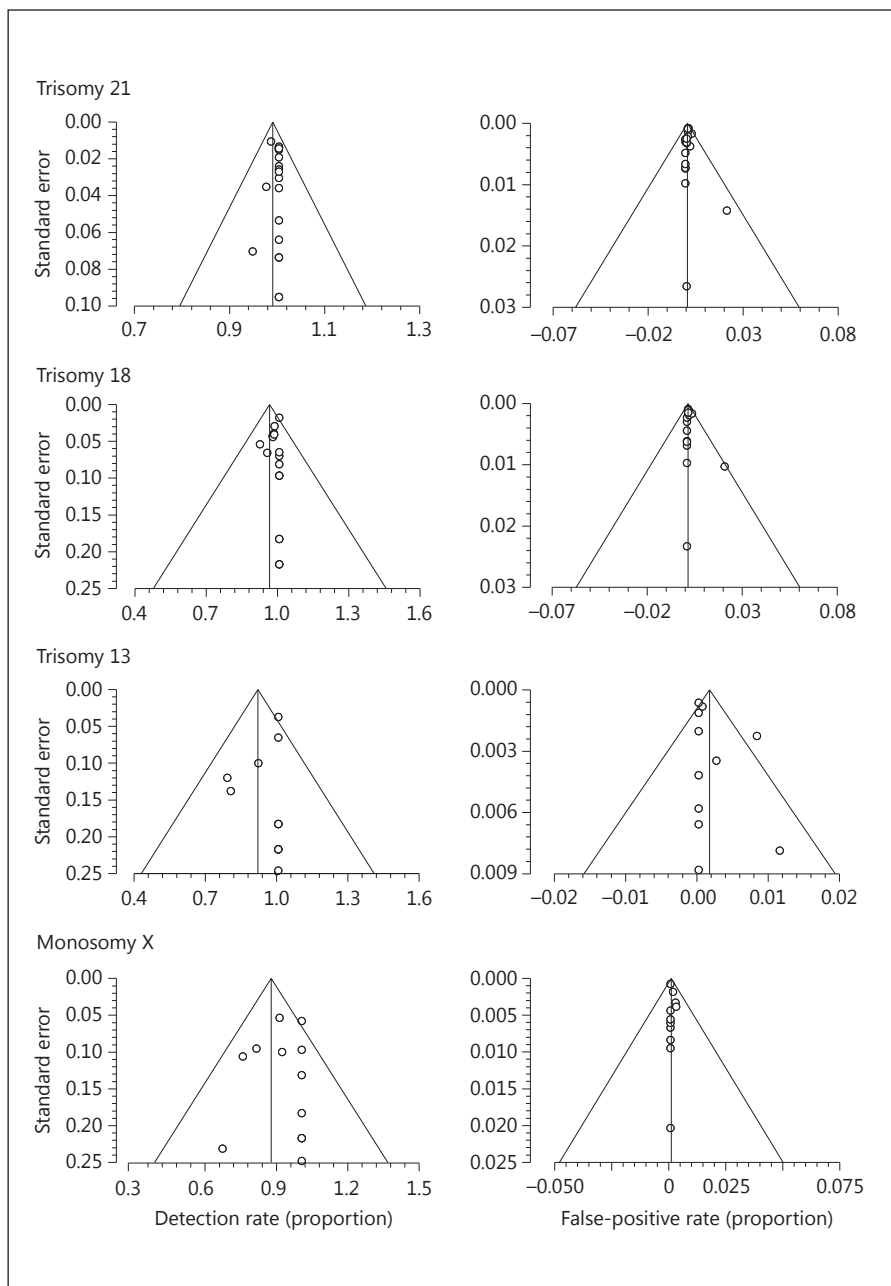 Trisomy 21
0.00
0.02
0.04
0.06
0.08
0.10
Standard error
0.7 0.9 1.1 1.3
0.00
0.01
0.02
0.03
–0.07 –0.02 0.03 0.08
Trisomy 18
0.00
0.05
0.10
0.15
0.20
0.25
Standard error
0.4 0.7 1.0 1.3 1.6
0.00
0.01
0.02
0.03
–0.07 –0.02 0.03 0.08
Trisomy 13
0.00
0.05
0.10
0.15
0.20
0.25
Standard error
0.4 0.7 1.0 1.3 1.6
0.000
0.003
0.006
0.009
–0.02 –0.01 0.00 0.01 0.02
Monosomy X
0.00
0.05
0.10
0.15
0.20
0.25
Standard error
0.3 0.6 0.9 1.2 1.5
Detection rate (proportion)
0.000
0.005
0.010
0.015
0.020
0.025
–0.050 0 0.025 0.075
False-positive rate (proportion)